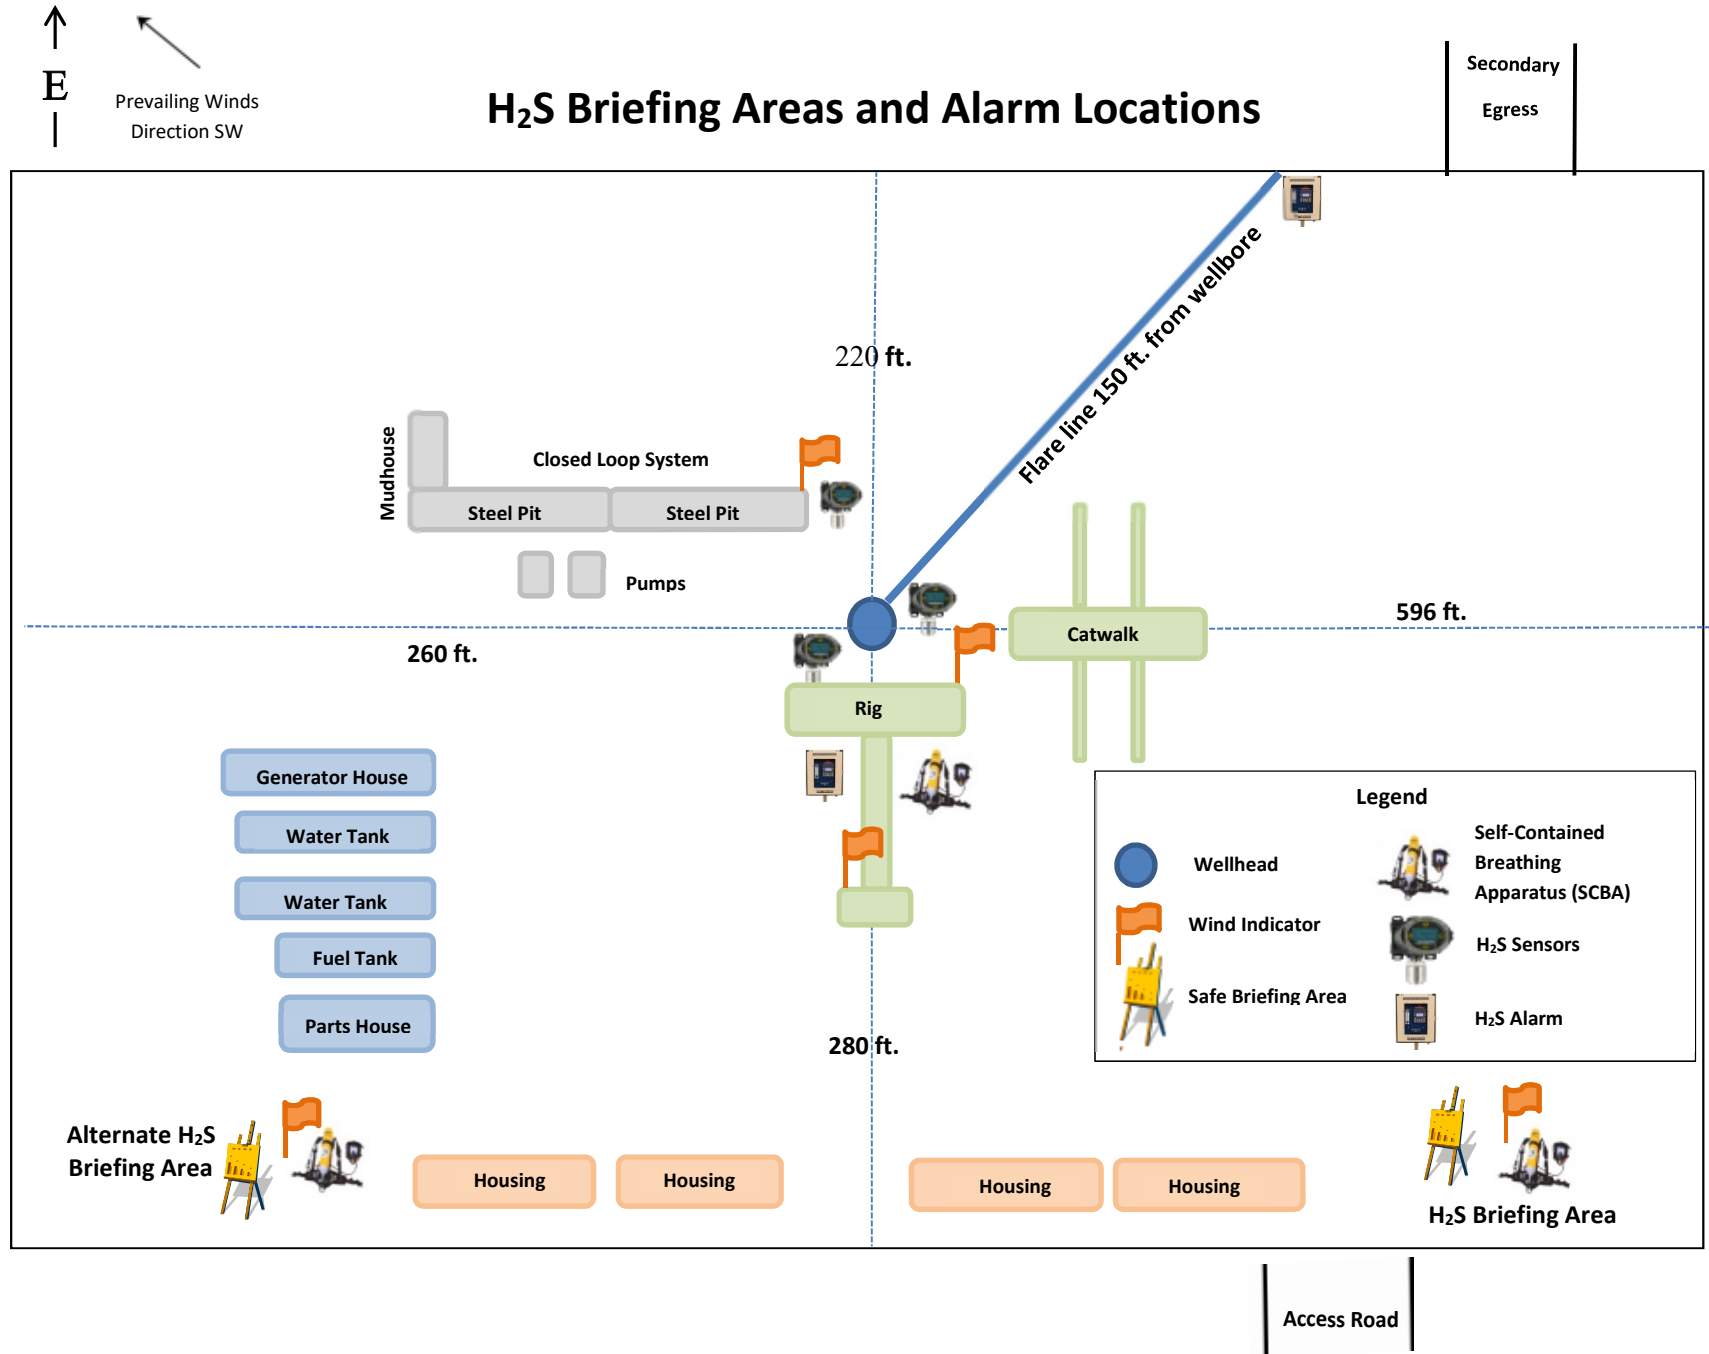 E
Prevailing Winds
Direction SW
H₂S Briefing Areas and Alarm Locations
Secondary
Egress
Flare line 150 ft. from wellbore
220 ft.
Mudhouse
Closed Loop System
Steel Pit
Steel Pit
Pumps
596 ft.
Catwalk
260 ft.
Rig
Generator House
Water Tank
Water Tank
Fuel Tank
Parts House
280 ft.
Legend
Wellhead
Wind Indicator
Safe Briefing Area
Self-Contained
Breathing
Apparatus (SCBA)
H₂S Sensors
H₂S Alarm
Alternate H₂S
Briefing Area
Housing
Housing
Housing
Housing
H₂S Briefing Area
Access Road